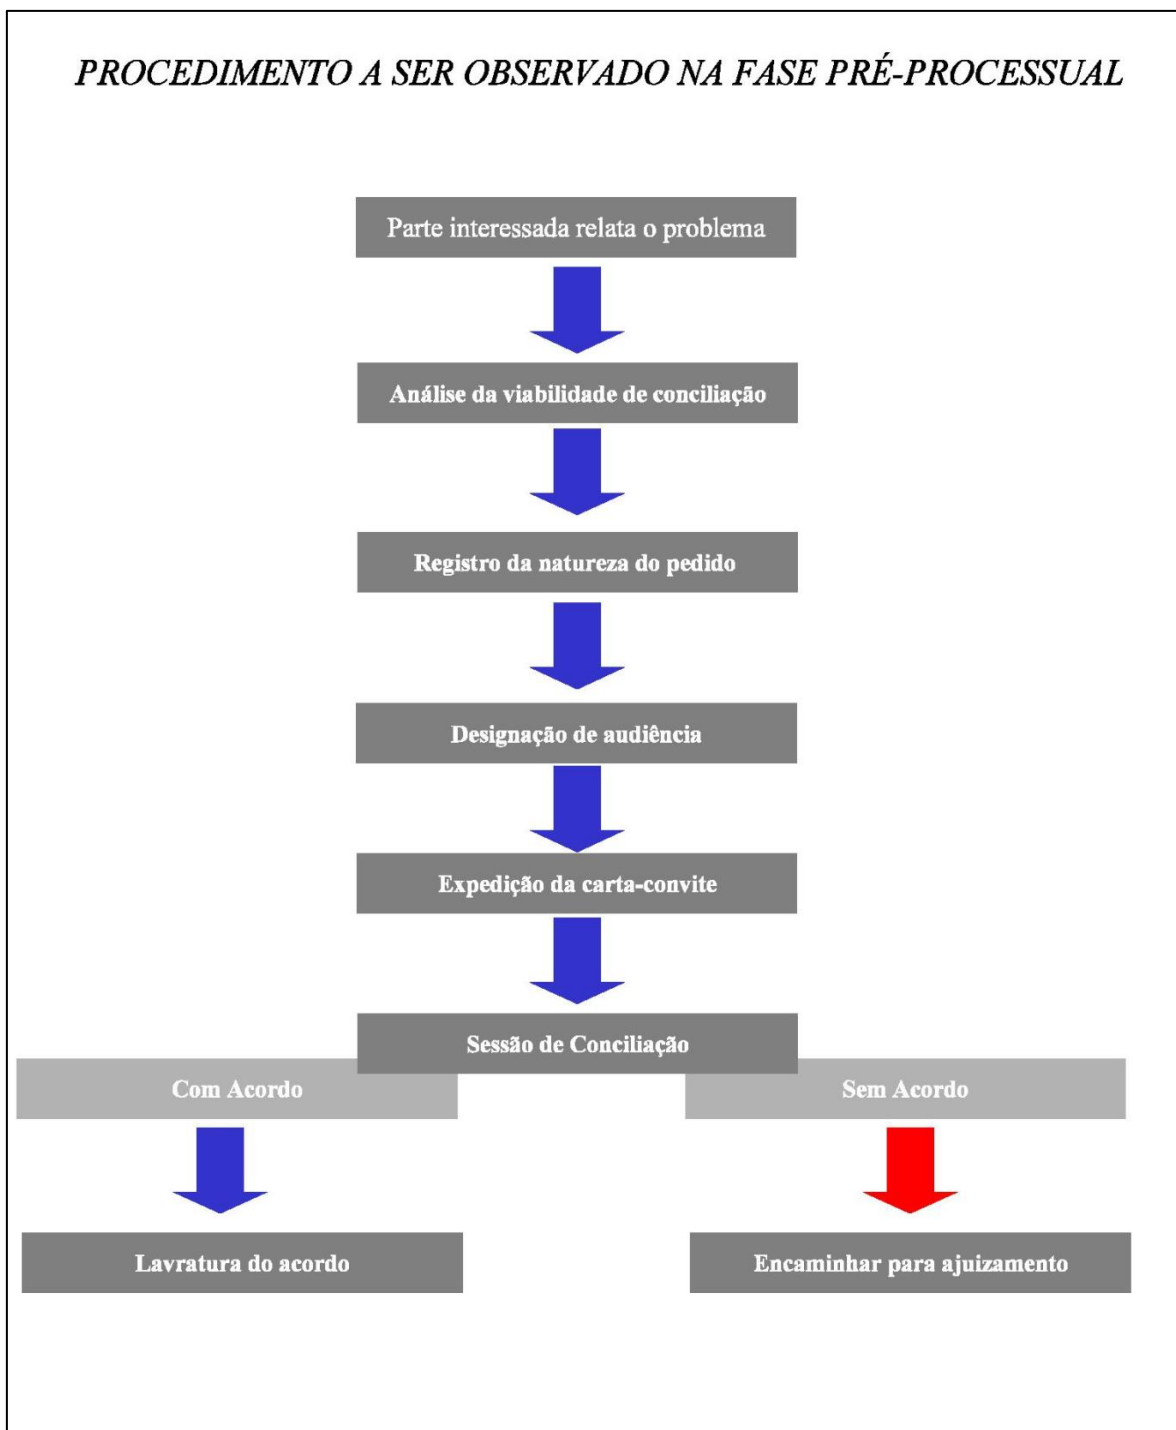 PROCEDIMENTO A SER OBSERVADO NA FASE PRÉ-PROCESSUAL
Parte interessada relata o problema
Análise da viabilidade de conciliação
Registro da natureza do pedido
Designação de audiência
Expedição da carta-convite
Sessão de Conciliação
Com Acordo
Sem Acordo
Lavratura do acordo
Encaminhar para ajuizamento